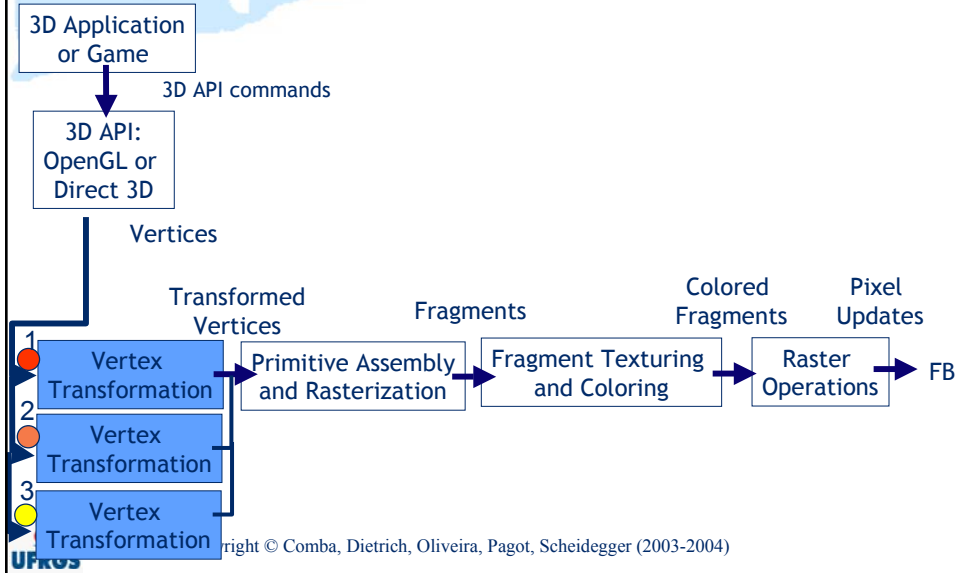 3D Application
or Game
3D API commands
3D API:
OpenGL or
Direct 3D
Vertices
Transformed
Vertices
Fragments
Colored
Fragments
Pixel
Updates
1
Vertex
Transformation
Primitive Assembly
and Rasterization
Fragment Texturing
and Coloring
Raster
Operations
FB
2
Vertex
Transformation
3
Vertex
Transformation
© Comba, Dietrich, Oliveira, Pagot, Scheidegger (2003-2004)
UFRGS